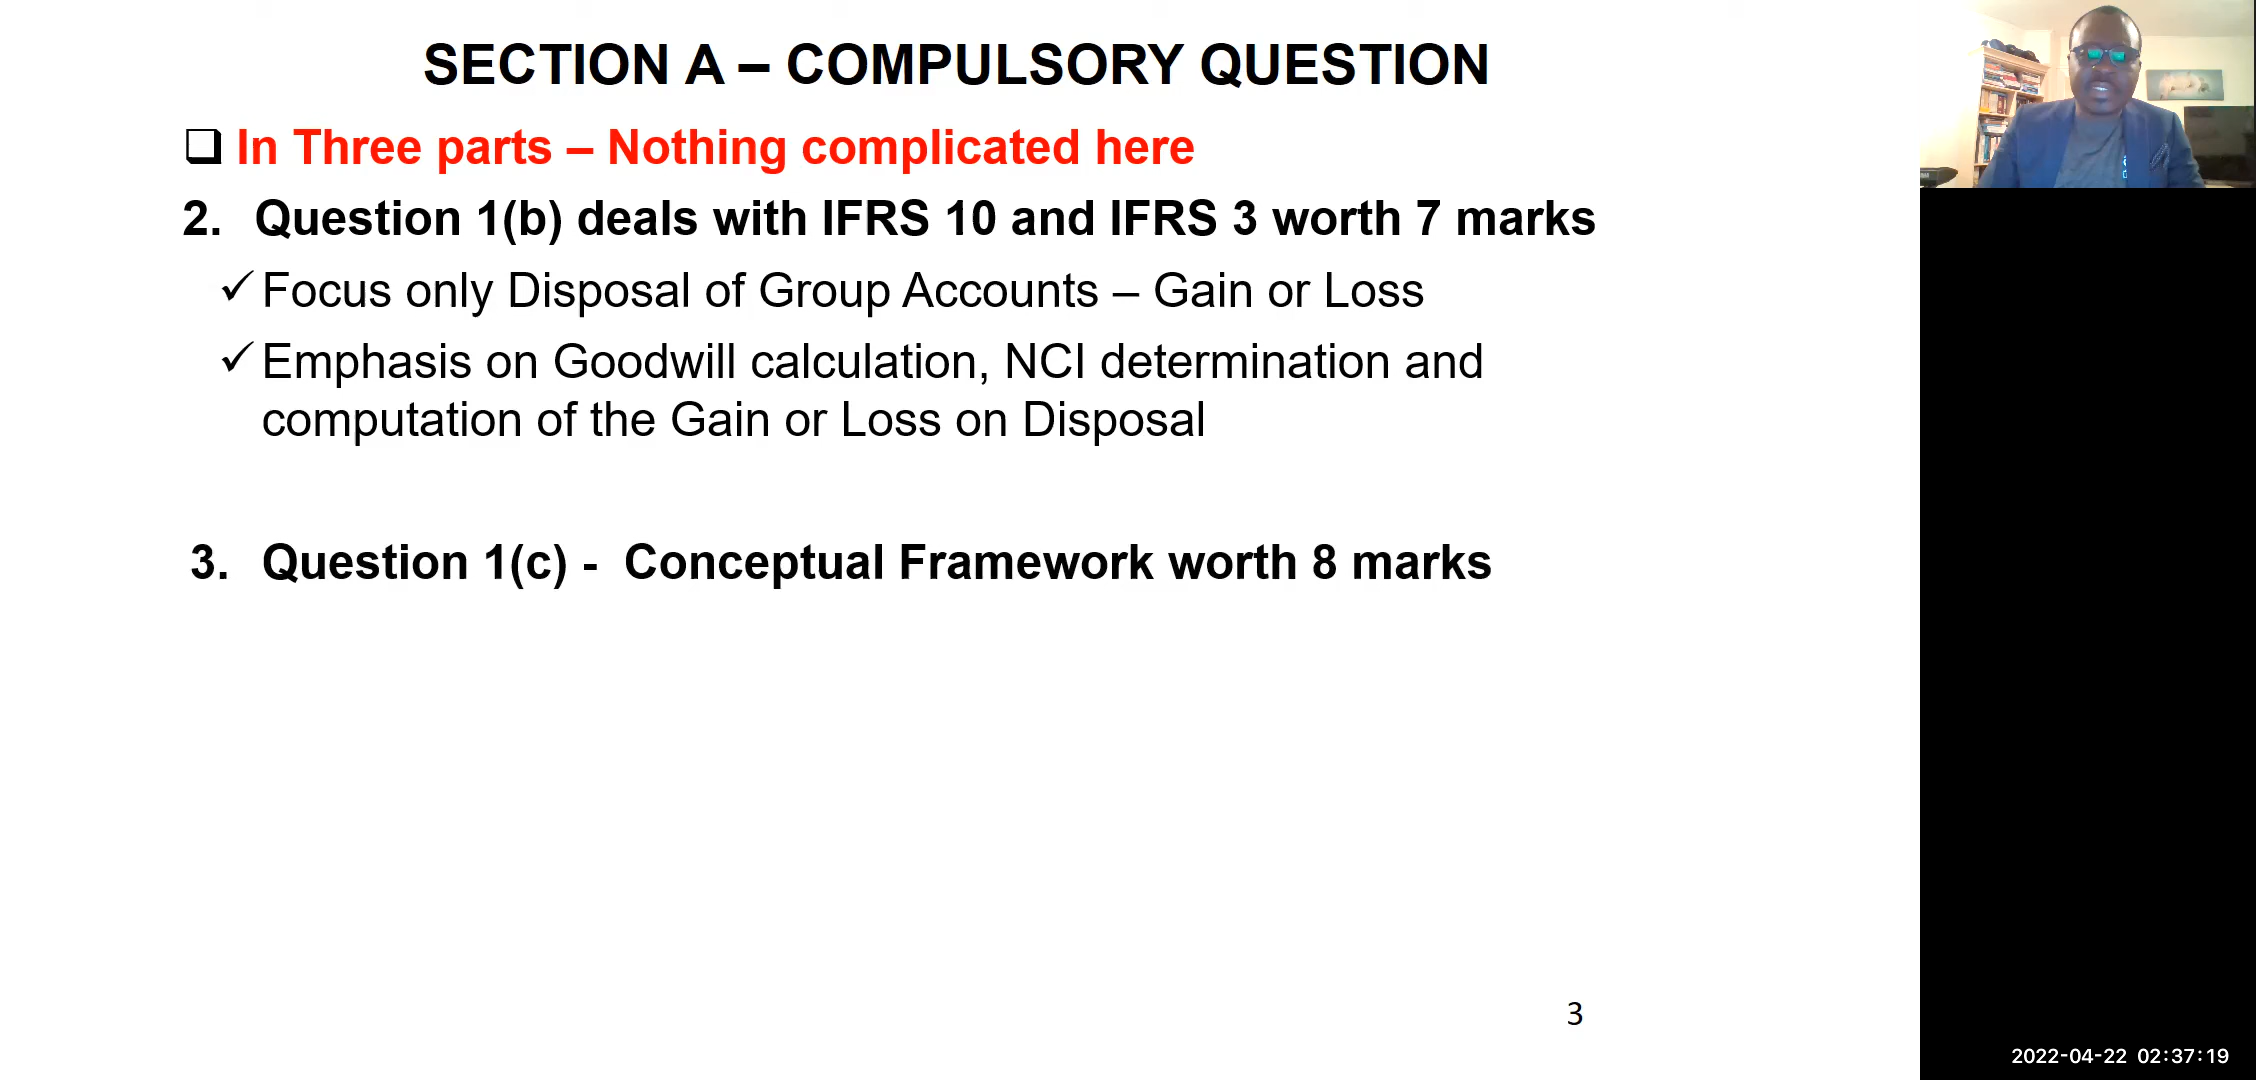 SECTION A – COMPULSORY QUESTION
In Three parts – Nothing complicated here
2. Question 1(b) deals with IFRS 10 and IFRS 3 worth 7 marks
Focus only Disposal of Group Accounts – Gain or Loss
Emphasis on Goodwill calculation, NCI determination and
computation of the Gain or Loss on Disposal
3. Question 1(c) - Conceptual Framework worth 8 marks
3
2022-04-22 02:37:19